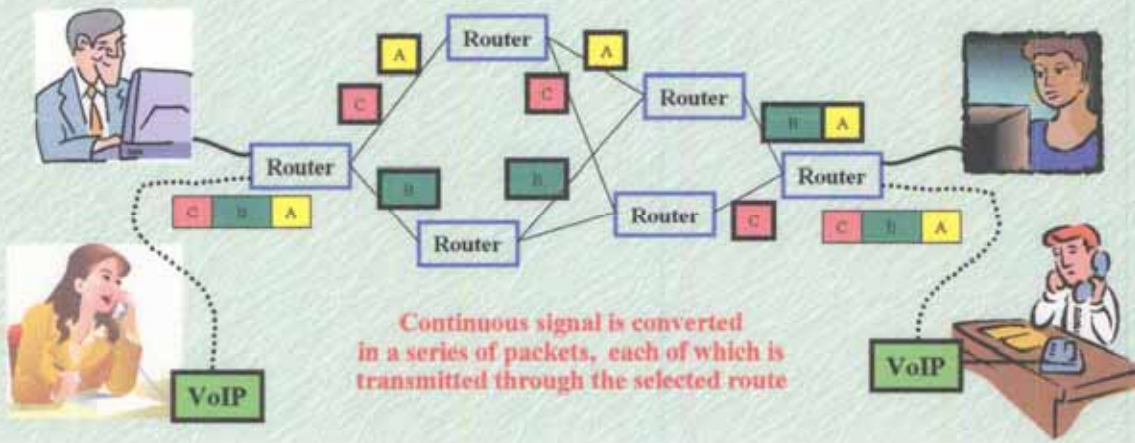 Router
A
A
C
C
Router
B A
Router
B
B
Router
C B A
Router
C
C B A
Router
Continuous signal is converted
in a series of packets, each of which is
transmitted through the selected route
VoIP
VoIP